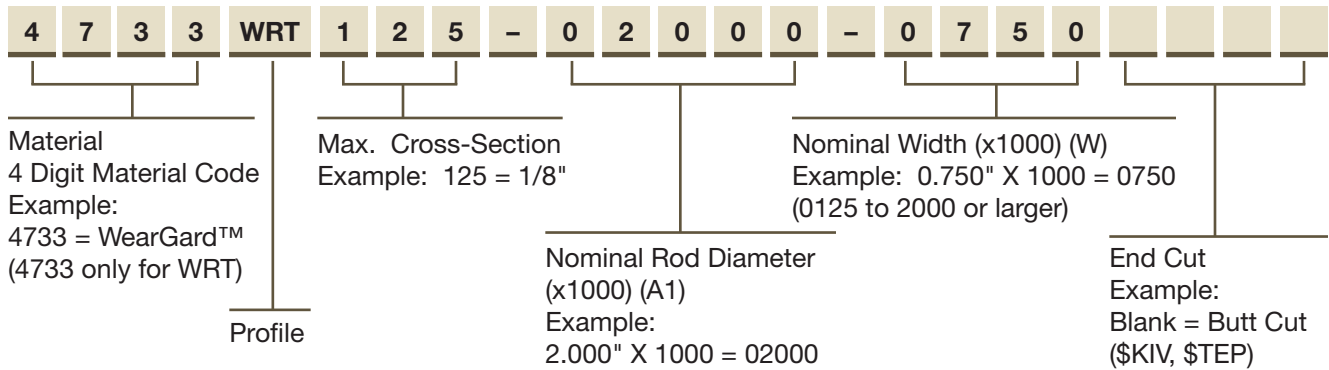 4 7 3 3 WRT 1 2 5 – 0 2 0 0 0 – 0 7 5 0
Material
4 Digit Material Code
Example:
4733 = WearGard™
(4733 only for WRT)
Profile
Max. Cross-Section
Example: 125 = 1/8"
Nominal Rod Diameter
(x1000) (A1)
Example:
2.000" X 1000 = 02000
Nominal Width (x1000) (W)
Example: 0.750" X 1000 = 0750
(0125 to 2000 or larger)
End Cut
Example:
Blank = Butt Cut
($KIV, $TEP)